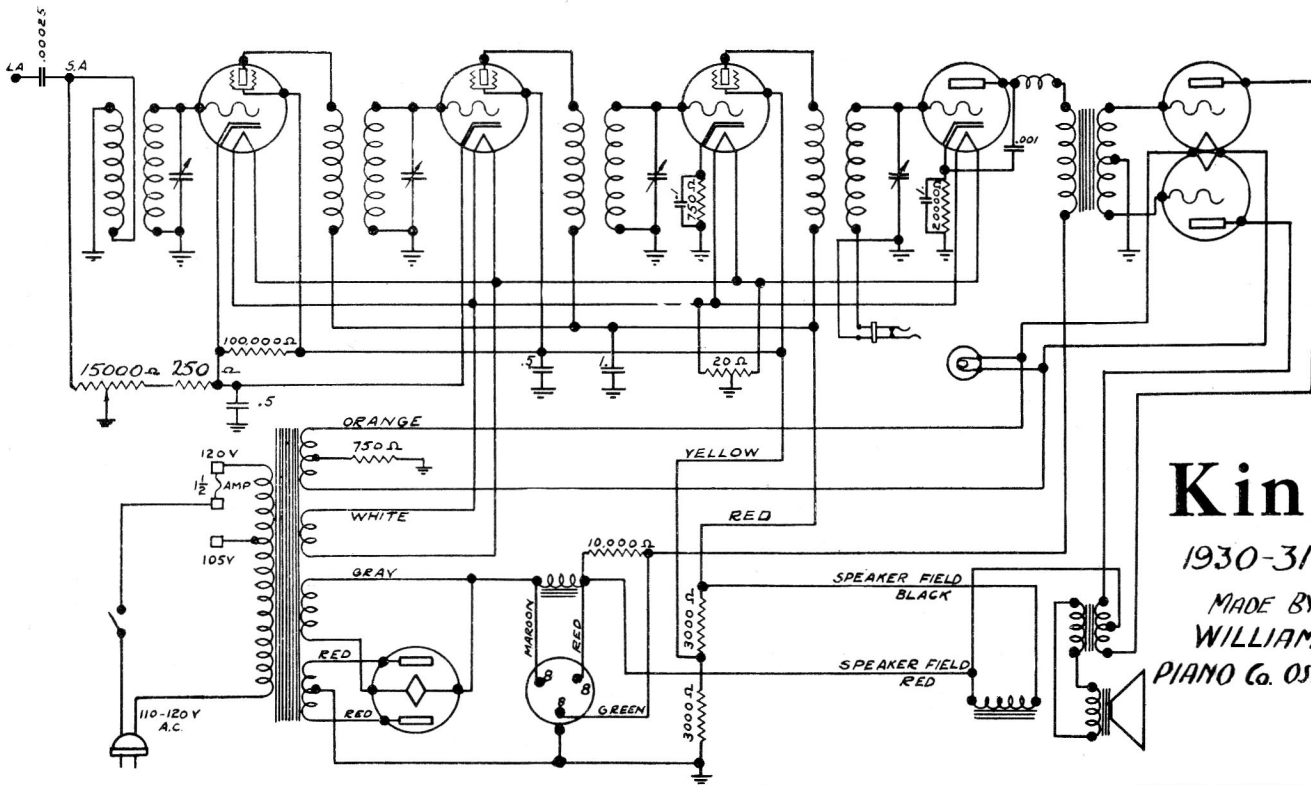 .00025
LA
S.A
.001
.1
750Ω
.1
20000Ω
100,000Ω
15000Ω 250 Ω
.5
.5
1.
20Ω
ORANGE
750Ω
120V
1½ AMP
105V
WHITE
YELLOW
RED
10,000Ω
GRAY
MAROON
RED
3000Ω
SPEAKER FIELD
BLACK
RED
RED
B
B
B
GREEN
3000Ω
SPEAKER FIELD
RED
110-120V
A.C.
Kin
1930-31
MADE BY
WILLIAM
PIANO Co. OS